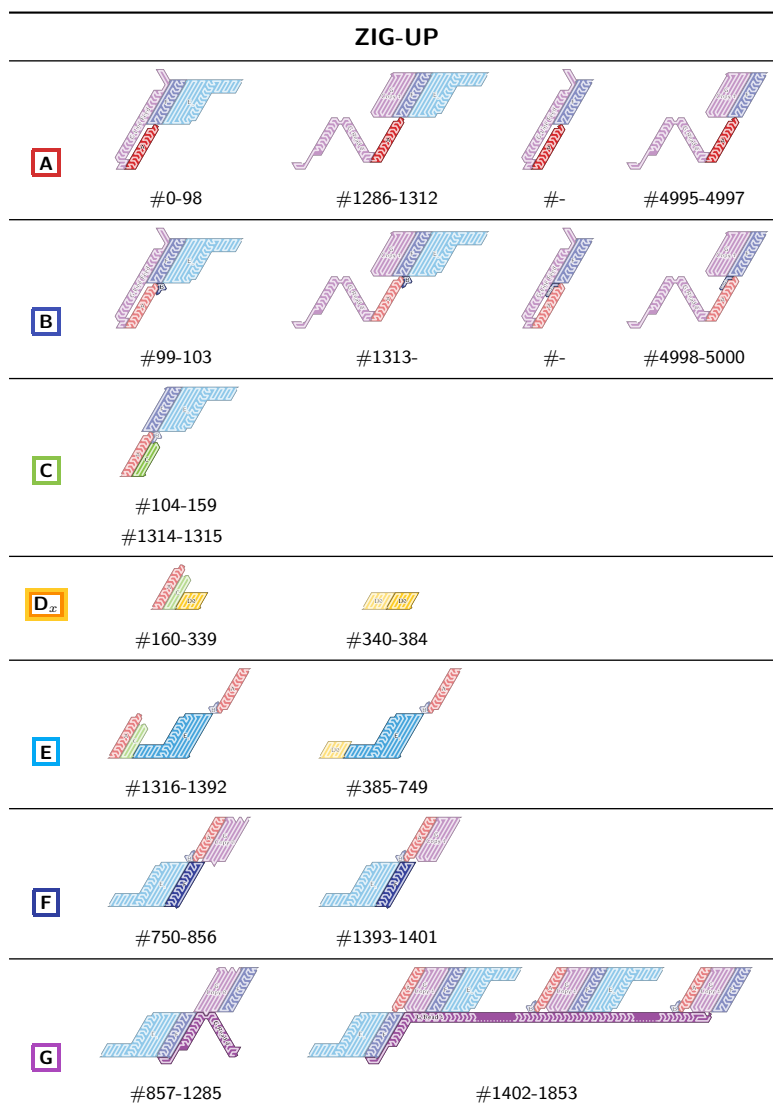 ZIG-UP
A
#0-98 #1286-1312 #- #4995-4997
B
#99-103 #1313- #- #4998-5000
C
#104-159
#1314-1315
Dx
#160-339 #340-384
E
#1316-1392 #385-749
F
#750-856 #1393-1401
G
#857-1285 #1402-1853